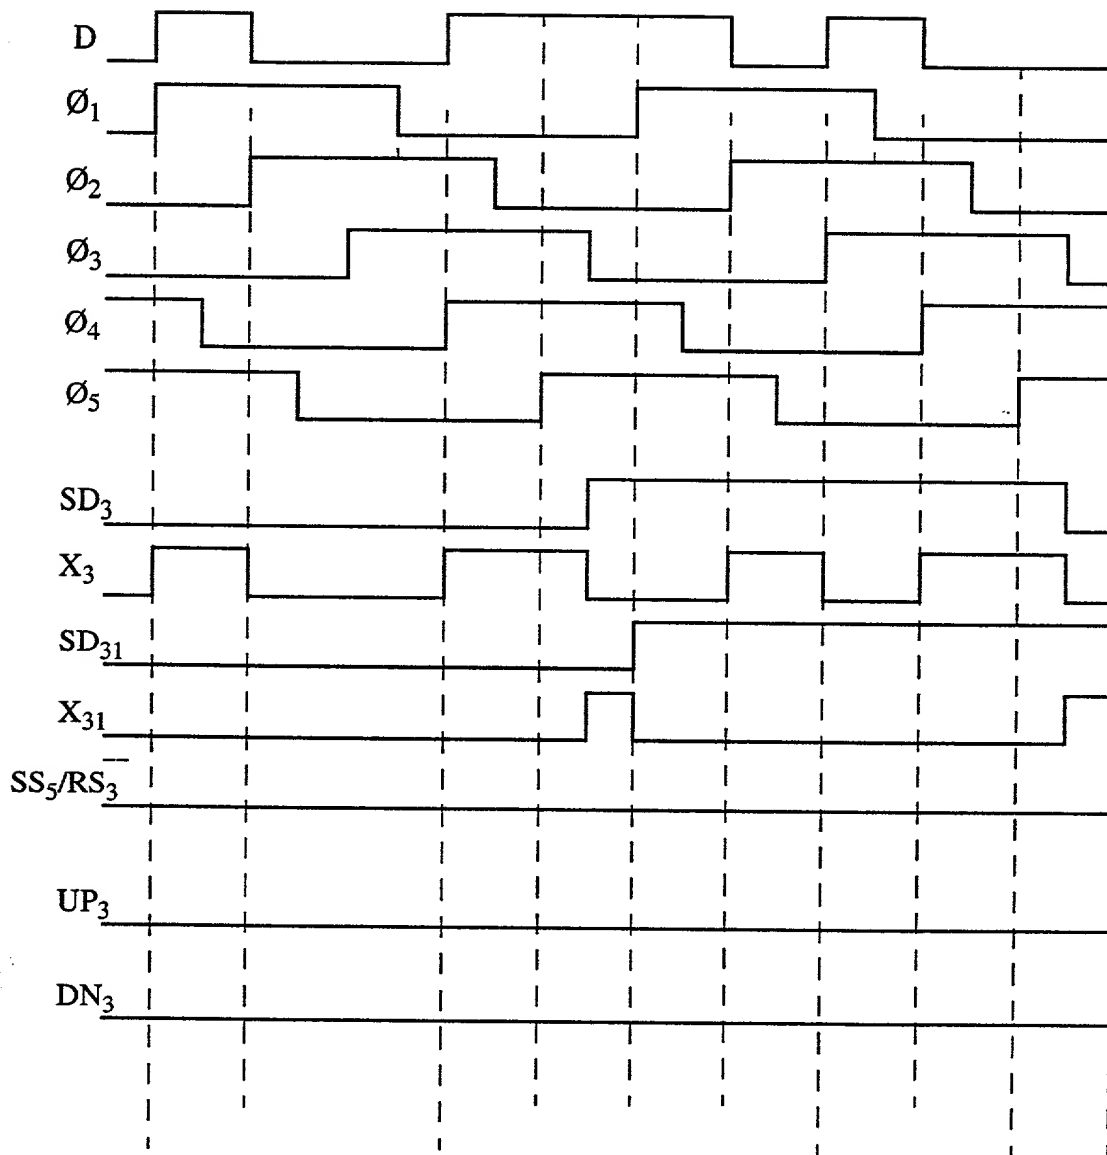 D
Ø₁
Ø₂
Ø₃
Ø₄
Ø₅
SD₃
X₃
SD₃₁
X₃₁
SS₅/RS₃
UP₃
DN₃